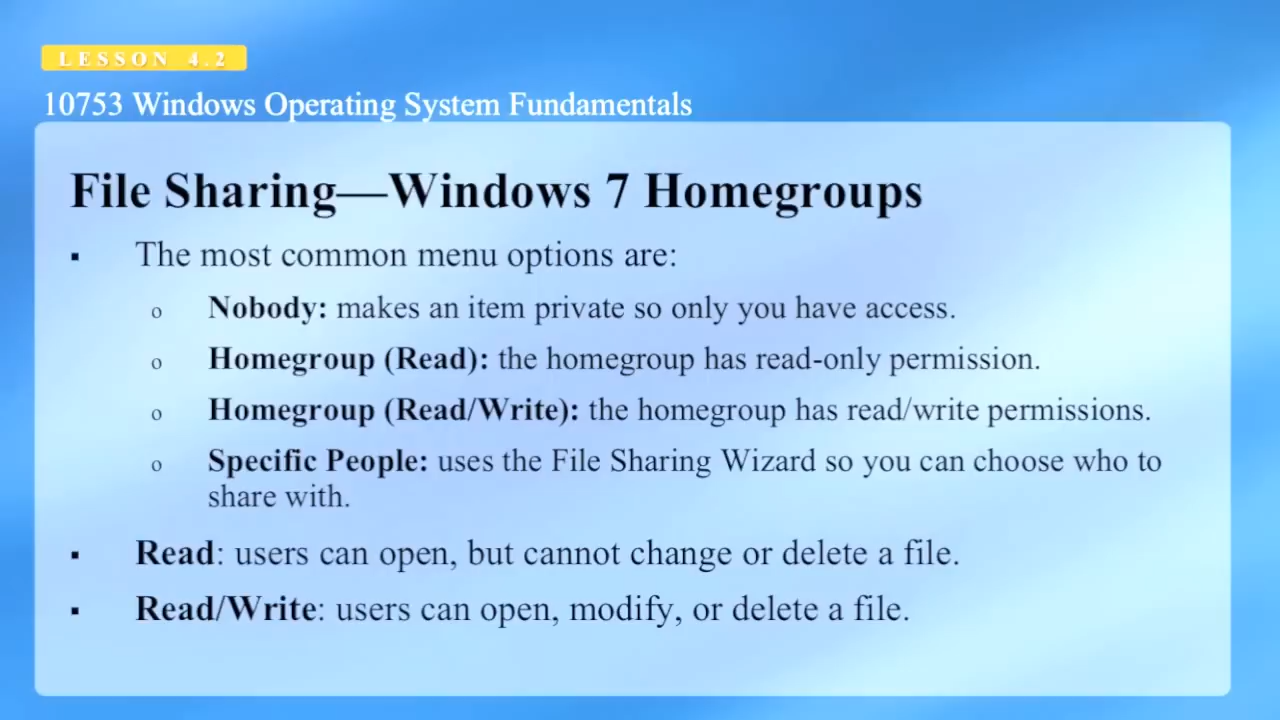 LESSON 4.2
10753 Windows Operating System Fundamentals
File Sharing—Windows 7 Homegroups
▪ The most common menu options are:
o Nobody: makes an item private so only you have access.
o Homegroup (Read): the homegroup has read-only permission.
o Homegroup (Read/Write): the homegroup has read/write permissions.
o Specific People: uses the File Sharing Wizard so you can choose who to
share with.
▪ Read: users can open, but cannot change or delete a file.
▪ Read/Write: users can open, modify, or delete a file.